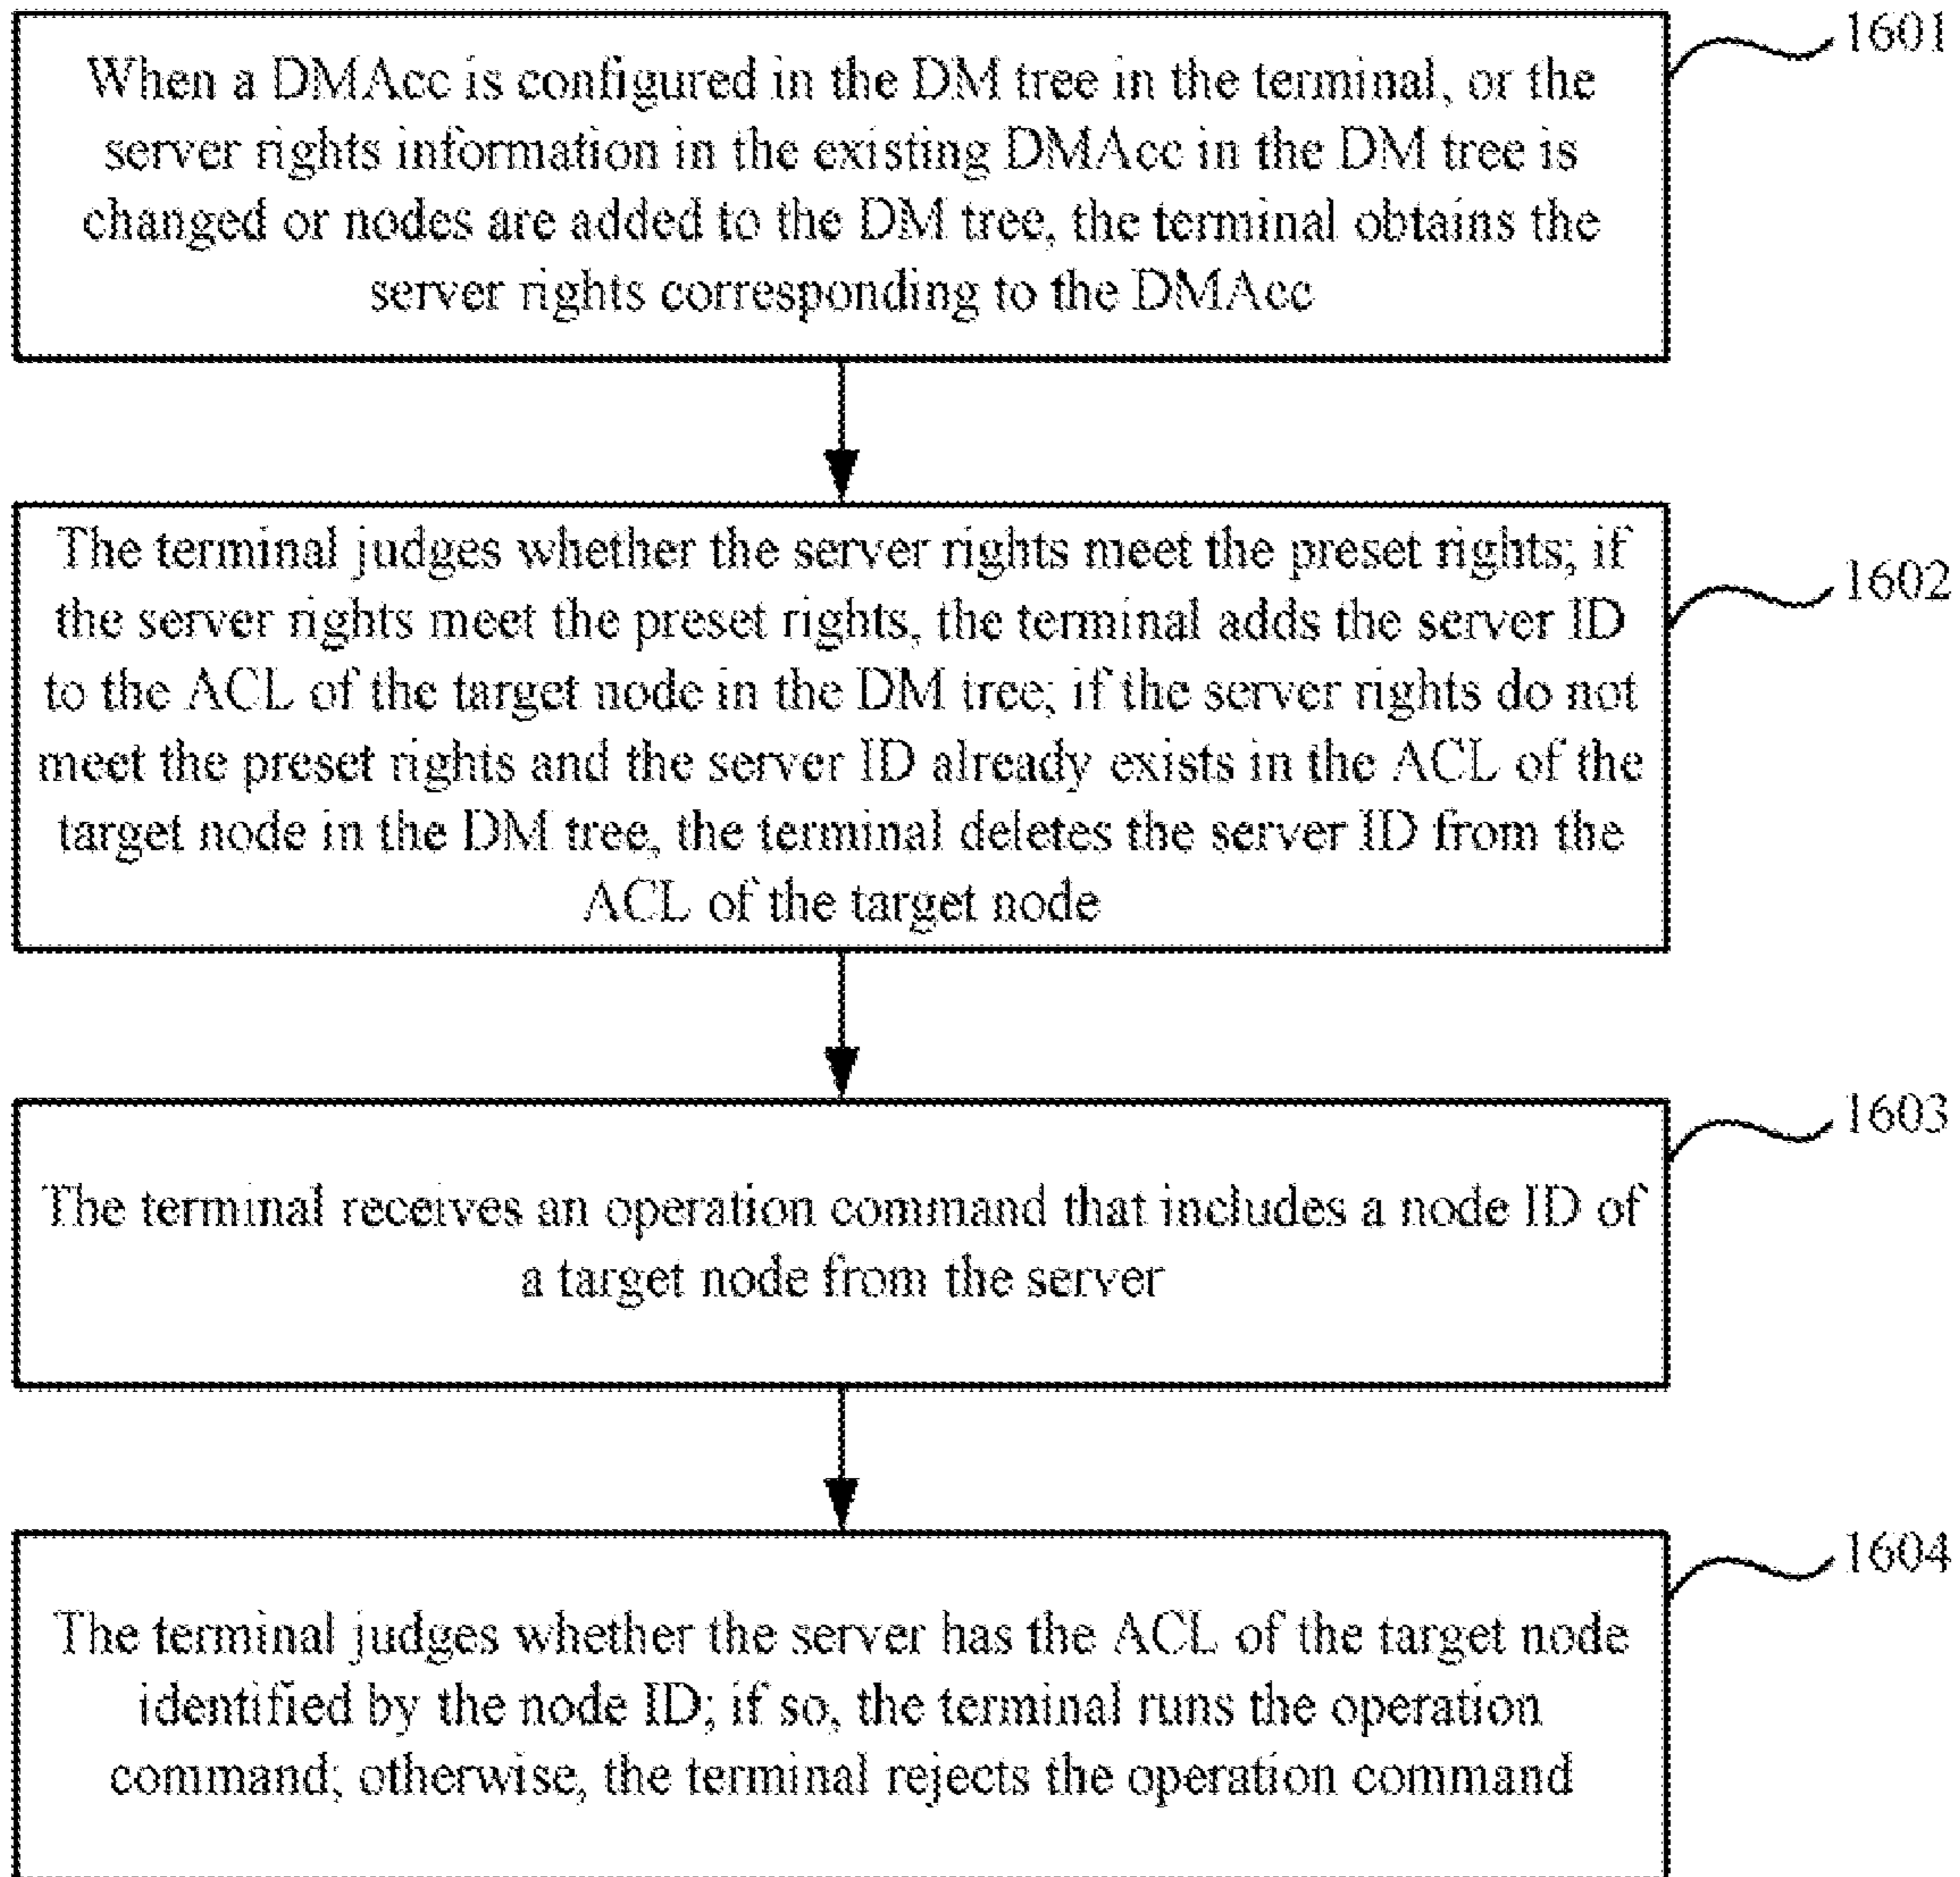 1601
When a DMAcc is configured in the DM tree in the terminal, or the
server rights information in the existing DMAcc in the DM tree is
changed or nodes are added to the DM tree, the terminal obtains the
server rights corresponding to the DMAcc
1602
The terminal judges whether the server rights meet the preset rights; if
the server rights meet the preset rights, the terminal adds the server ID
to the ACL of the target node in the DM tree; if the server rights do not
meet the preset rights and the server ID already exists in the ACL of the
target node in the DM tree, the terminal deletes the server ID from the
ACL of the target node
1603
The terminal receives an operation command that includes a node ID of
a target node from the server
1604
The terminal judges whether the server has the ACL of the target node
identified by the node ID; if so, the terminal runs the operation
command; otherwise, the terminal rejects the operation command